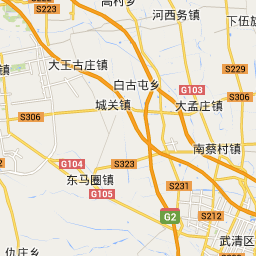 高村乡
河西务镇
S223
下伍旗
镇
大王古庄镇
S229
白古屯乡
G103
城关镇
大孟庄镇
S306
S306
南蔡村镇
G104
S323
东马圈镇
S231
G105
G2
S212
武清区
仇庄乡